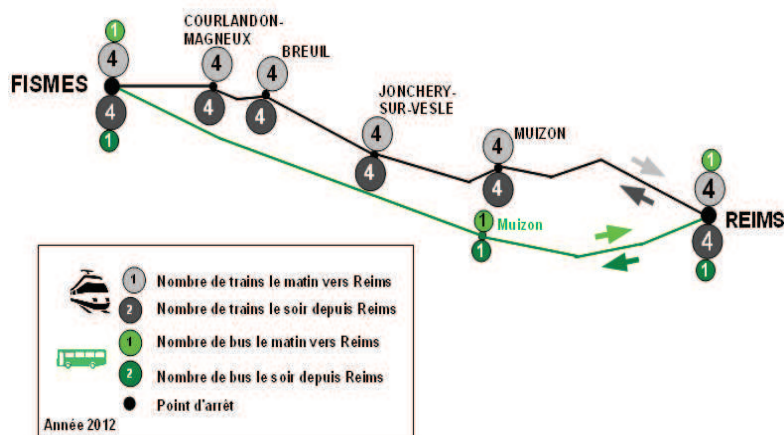 COURLANDON-
MAGNEUX
1
4
4
BREUIL
4
FISMES
4
4
4
1
JONCHERY-
SUR-VESLE
4
4
MUIZON
4
4
1
4
REIMS
4
1
1
Muizon
1
1 Nombre de trains le matin vers Reims
2 Nombre de trains le soir depuis Reims
1 Nombre de bus le matin vers Reims
2 Nombre de bus le soir depuis Reims
Point d'arrêt
Année 2012